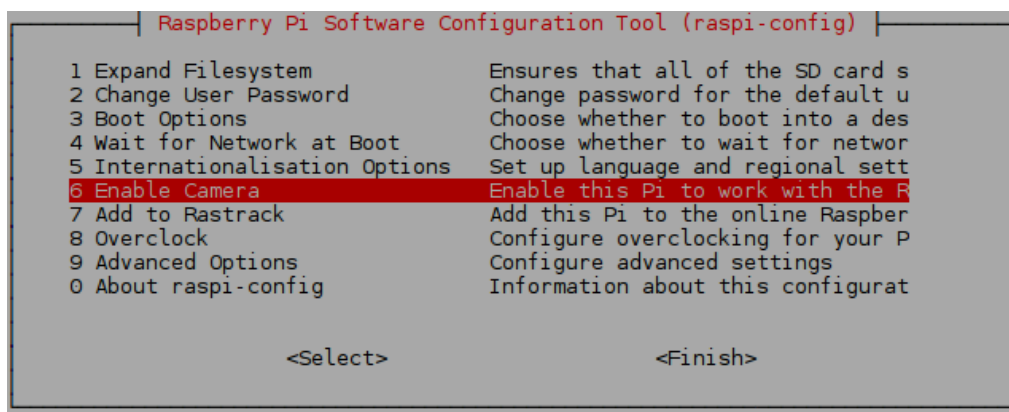 Raspberry Pi Software Configuration Tool (raspi-config)
1 Expand Filesystem Ensures that all of the SD card s
2 Change User Password Change password for the default u
3 Boot Options Choose whether to boot into a des
4 Wait for Network at Boot Choose whether to wait for networ
5 Internationalisation Options Set up language and regional sett
6 Enable Camera Enable this Pi to work with the R
7 Add to Rastrack Add this Pi to the online Raspber
8 Overclock Configure overclocking for your P
9 Advanced Options Configure advanced settings
0 About raspi-config Information about this configurat
<Select> <Finish>